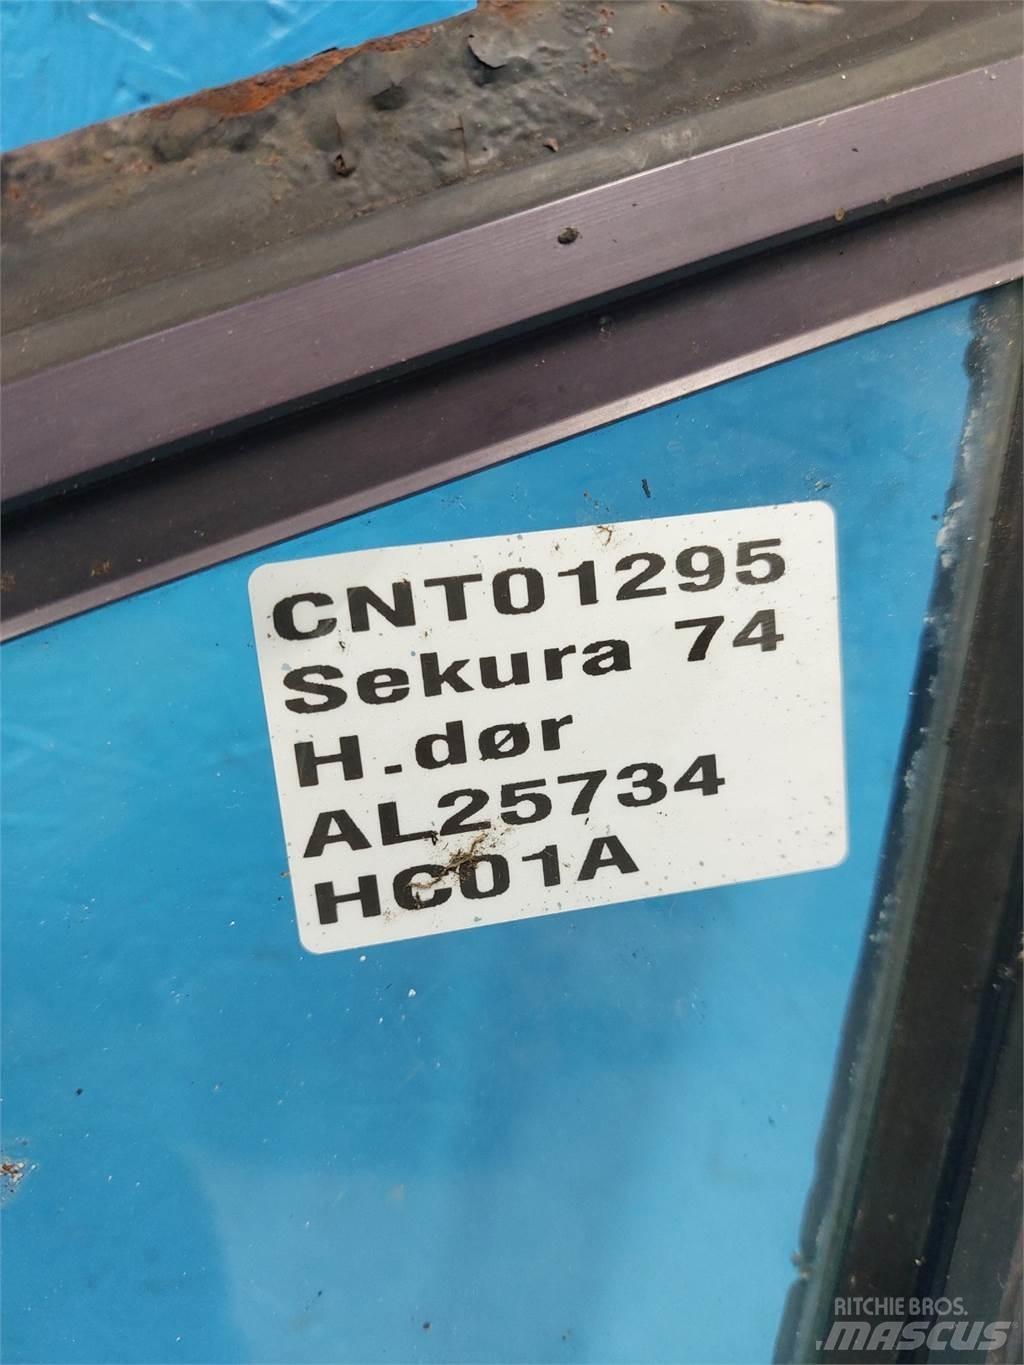 CNT01295
Sekura 74
H.dør
AL25734
HC01A
RITCHIE BROS.
MASCUS